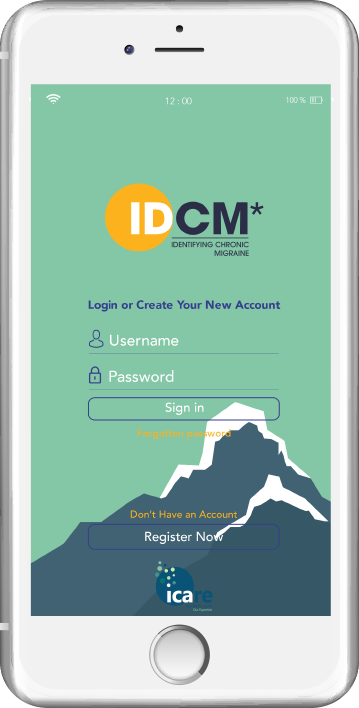 12 : 00
100 %
IDCM*
IDENTIFYING CHRONIC
MIGRAINE
Login or Create Your New Account
Username
Password
Sign in
Forgotten password
Don't Have an Account
Register Now
icare